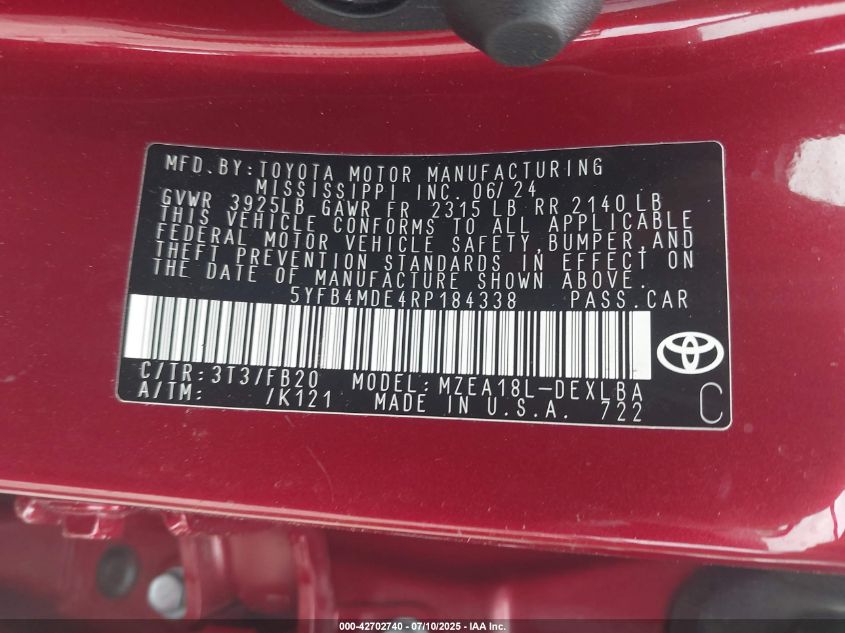 MFD. BY: TOYOTA MOTOR MANUFACTURING
MISSISSIPPI INC. 06/24
GVWR 3925LB GAWR FR 2315 LB RR 2140 LB
THIS VEHICLE CONFORMS TO ALL APPLICABLE
FEDERAL MOTOR VEHICLE SAFETY, BUMPER, AND
THEFT PREVENTION STANDARDS IN EFFECT ON
THE DATE OF MANUFACTURE SHOWN ABOVE.
5YFB4MDE4RP184338 PASS. CAR
C/TR: 3T3/FB20 MODEL: MZEA18L-DEXLBA
A/TM: /K121 MADE IN U.S.A. 722 C
000-42702740 - 07/10/2025 - IAA Inc.